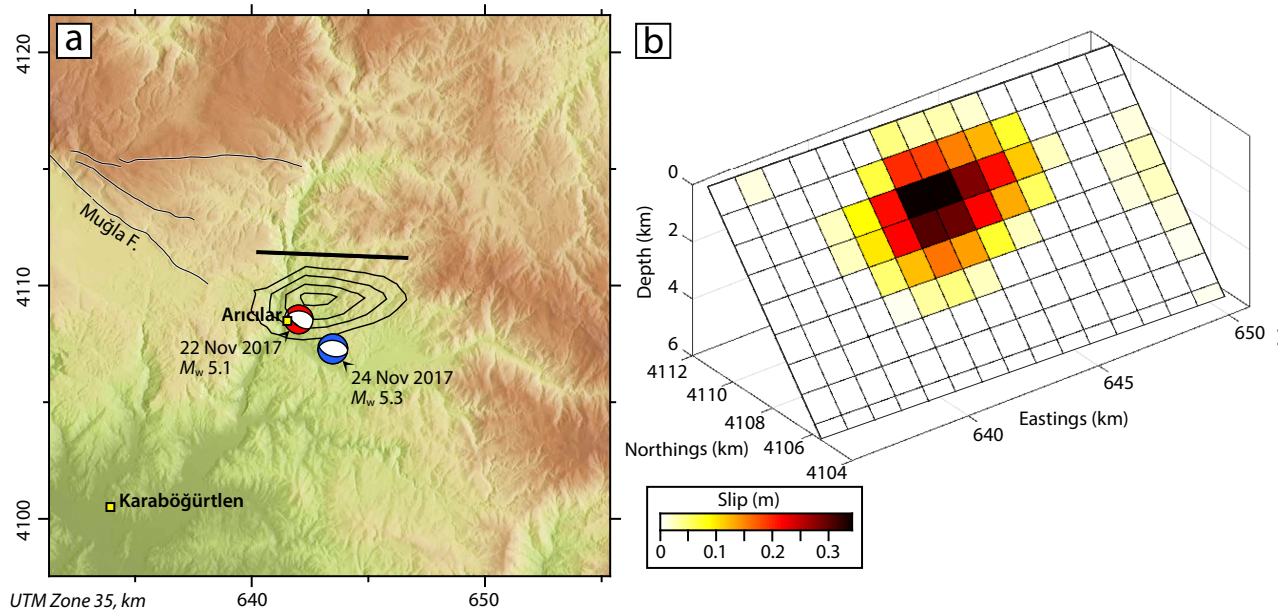 a
4120
4110
4100
Muğla F.
Arıcılar
22 Nov 2017
Mw 5.1
24 Nov 2017
Mw 5.3
Karaböğürtlen
UTM Zone 35, km
640
650
b
0
2
4
6
Depth (km)
4112
4110
4108
4106
4104
Northings (km)
640
645
650
Eastings (km)
Slip (m)
0
0.1
0.2
0.3